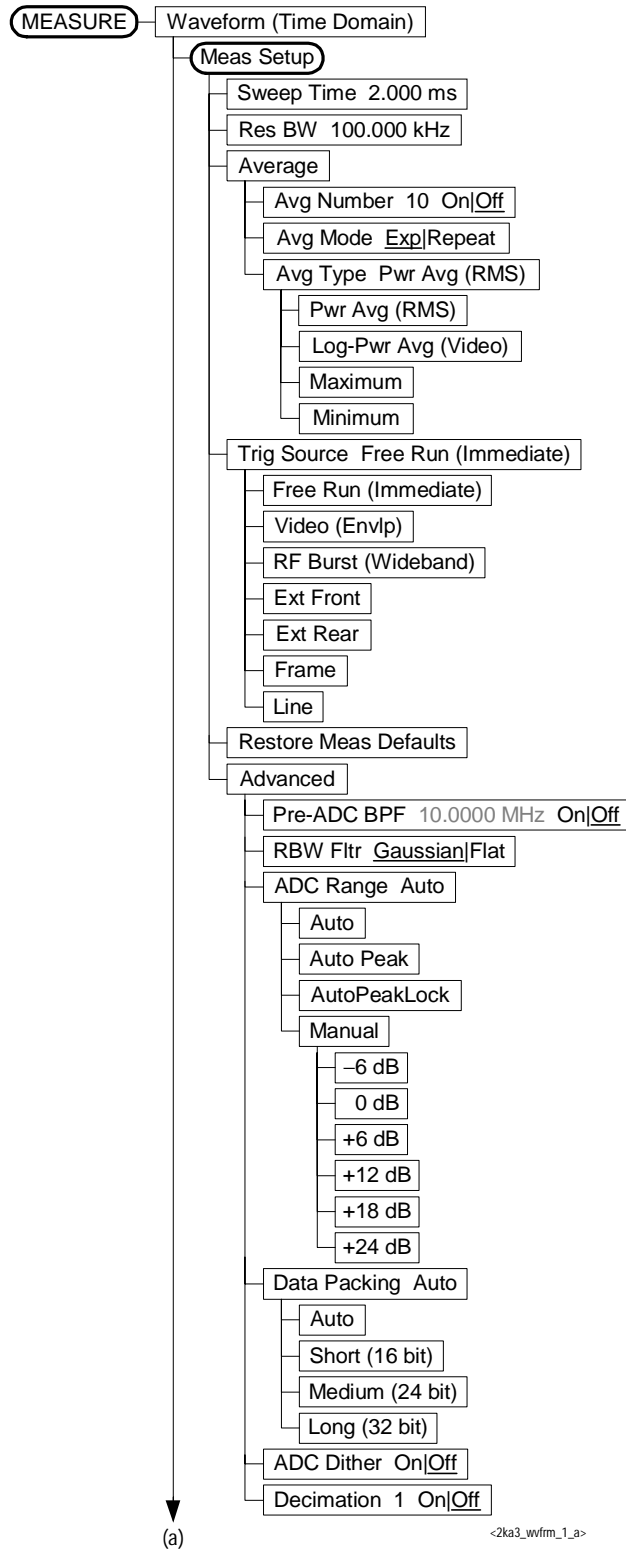 MEASURE Waveform (Time Domain)
Meas Setup
Sweep Time 2.000 ms
Res BW 100.000 kHz
Average
Avg Number 10 On|Off
Avg Mode Exp|Repeat
Avg Type Pwr Avg (RMS)
Pwr Avg (RMS)
Log-Pwr Avg (Video)
Maximum
Minimum
Trig Source Free Run (Immediate)
Free Run (Immediate)
Video (Envlp)
RF Burst (Wideband)
Ext Front
Ext Rear
Frame
Line
Restore Meas Defaults
Advanced
Pre-ADC BPF 10.0000 MHz On|Off
RBW Fltr Gaussian|Flat
ADC Range Auto
Auto
Auto Peak
AutoPeakLock
Manual
−6 dB
0 dB
+6 dB
+12 dB
+18 dB
+24 dB
Data Packing Auto
Auto
Short (16 bit)
Medium (24 bit)
Long (32 bit)
ADC Dither On|Off
Decimation 1 On|Off
(a) <2ka3_wvfrm_1_a>